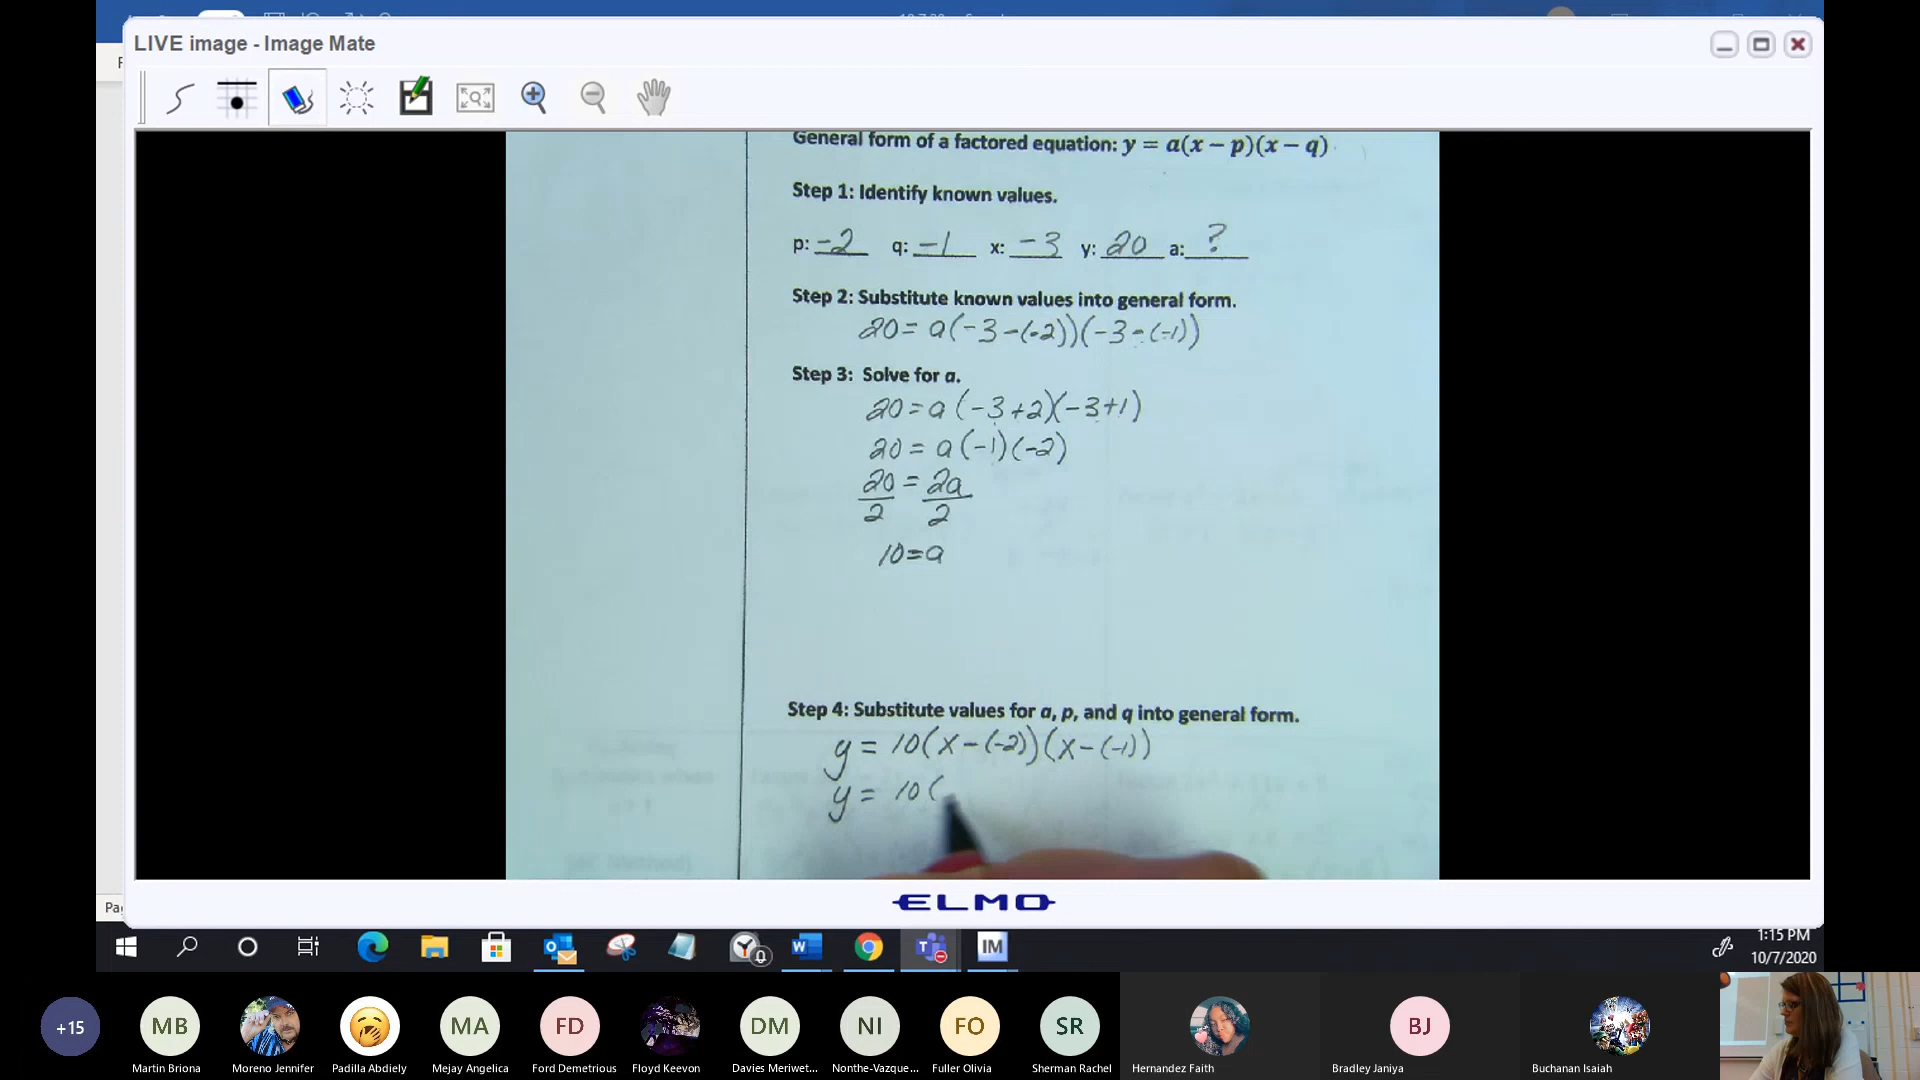 LIVE image - Image Mate
General form of a factored equation: y = a(x – p)(x – q)
Step 1: Identify known values.
p: -2 q: -1 x: -3 y: 20 a: ?
Step 2: Substitute known values into general form.
20 = a(-3-(-2))(-3-(-1))
Step 3: Solve for a.
20 = a(-3+2)(-3+1)
20 = a(-1)(-2)
20/2 = 2a/2
10 = a
Step 4: Substitute values for a, p, and q into general form.
y = 10(x-(-2))(x-(-1))
y = 10(
ELMO
1:15 PM
10/7/2020
IM
+15 MB MA FD DM NI FO SR BJ
Martin Briona Moreno Jennifer Padilla Abdiely Mejay Angelica Ford Demetrious Floyd Keevon Davies Meriwet... Nonthe-Vazque... Fuller Olivia Sherman Rachel Hernandez Faith Bradley Janiya Buchanan Isaiah